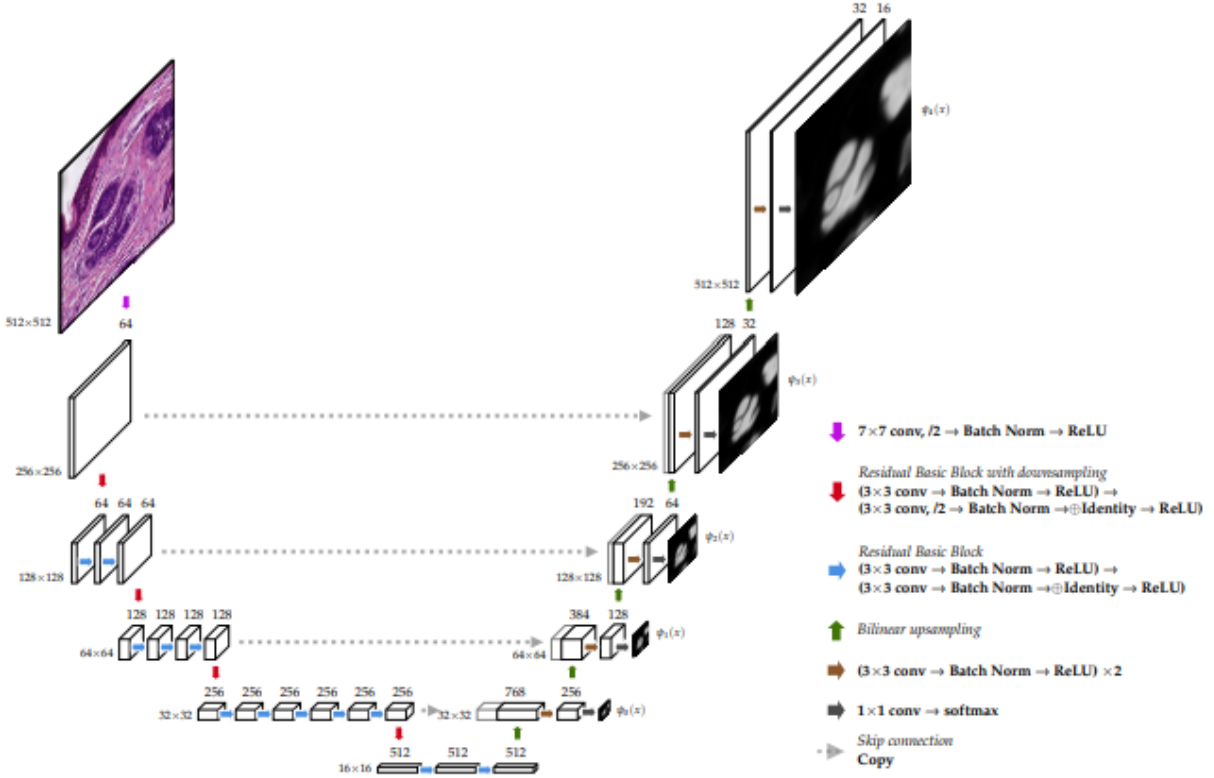 32 16
ψ₄(x)
512×512
512×512
64
128 32
ψ₃(x)
256×256
256×256
7×7 conv, /2 → Batch Norm → ReLU
Residual Basic Block with downsampling
(3×3 conv → Batch Norm → ReLU) →
(3×3 conv, /2 → Batch Norm →⊕Identity → ReLU)
64 64 64
192 64
ψ₂(x)
128×128
128×128
Residual Basic Block
(3×3 conv → Batch Norm → ReLU) →
(3×3 conv → Batch Norm →⊕Identity → ReLU)
128 128 128 128
384 128
ψ₁(x)
64×64
64×64
Bilinear upsampling
(3×3 conv → Batch Norm → ReLU) ×2
256 256 256 256 256 256
768 256
ψ₀(x)
32×32
32×32
1×1 conv → softmax
512 512 512
16×16
Skip connection
Copy